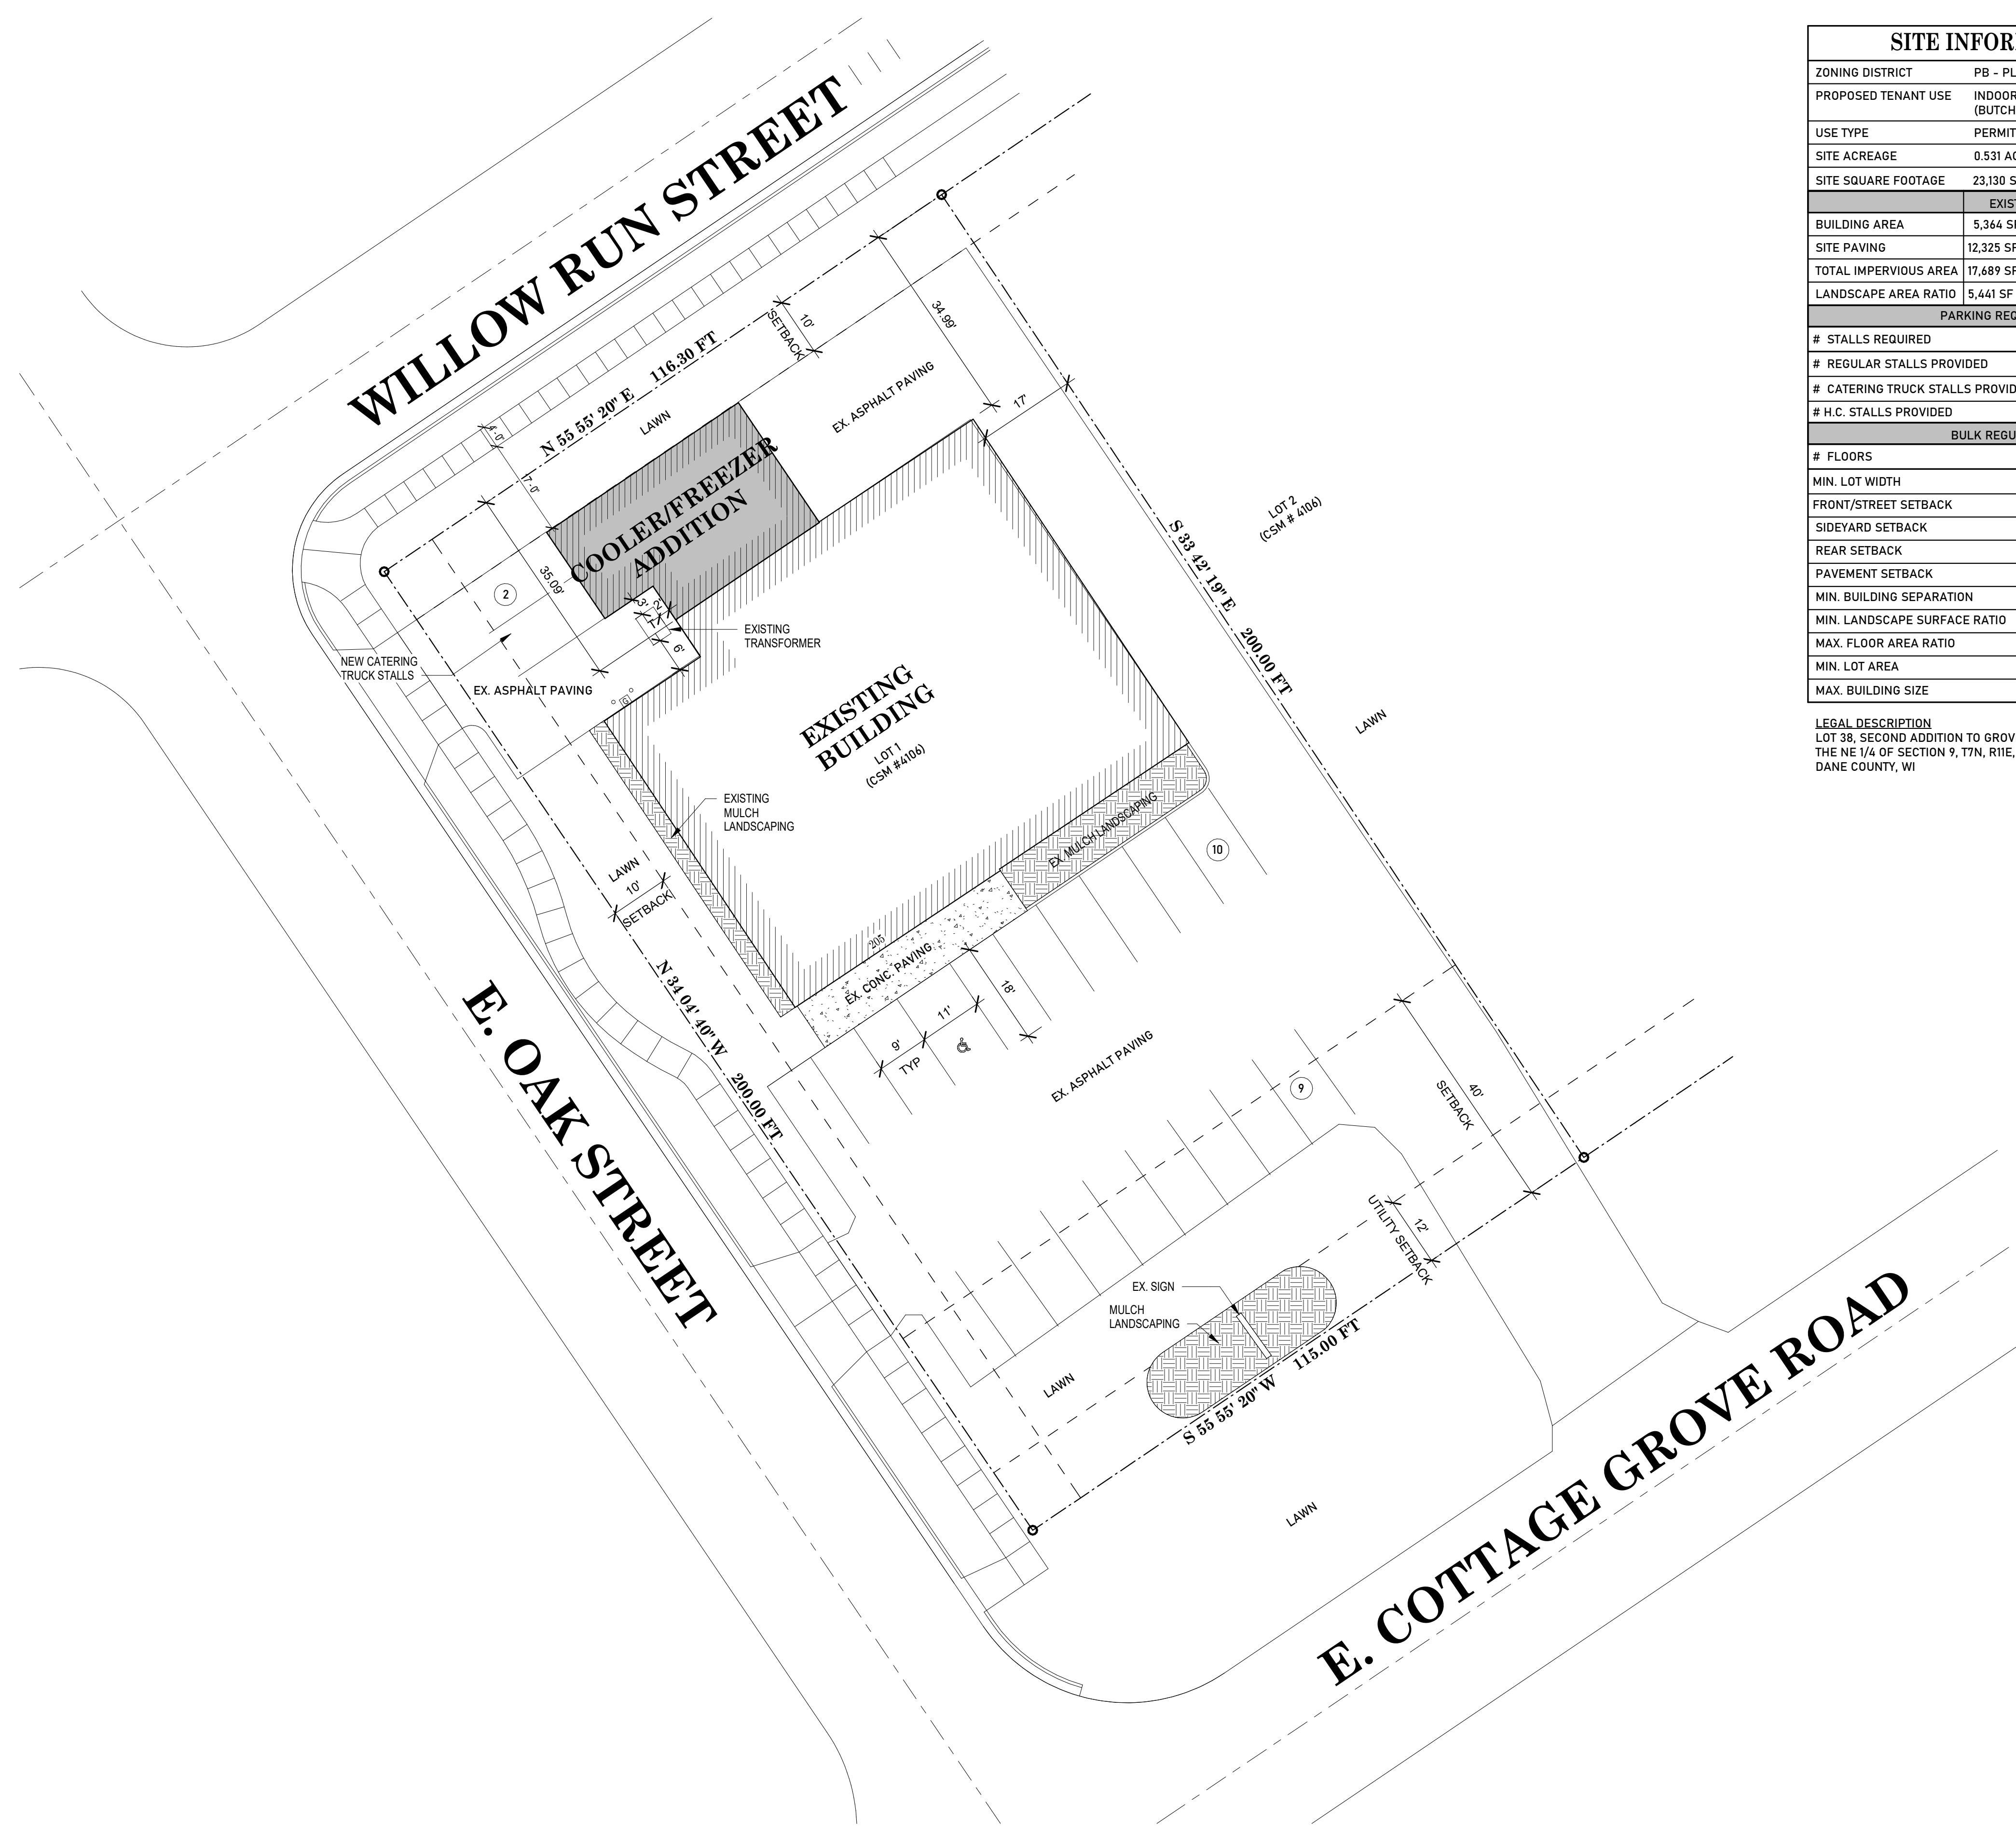 WILLOW RUN STREET
N 55 55' 20" E 116.30 FT
LAWN
10'
SETBACK
34.99'
EX. ASPHALT PAVING
17'
4'-0"
COOLER/FREEZER
ADDITION
35.09'
2
3'
2'
T
6'
EXISTING
TRANSFORMER
NEW CATERING
TRUCK STALLS
EX. ASPHALT PAVING
G
LOT 2
(CSM # 4106)
S 33 42' 19" E 200.00 FT
LAWN
EXISTING
BUILDING
LOT 1
(CSM #4106)
EXISTING
MULCH
LANDSCAPING
EX. MULCH LANDSCAPING
10
LAWN
10'
SETBACK
205
EX. CONC. PAVING
18'
11'
9'
TYP
N 34 04' 40" W 200.00 FT
E. OAK STREET
EX. ASPHALT PAVING
9
40'
SETBACK
12'
UTILITY SETBACK
EX. SIGN
MULCH
LANDSCAPING
115.00 FT
S 55 55' 20" W
LAWN
LAWN
E. COTTAGE GROVE ROAD
SITE INFOR
ZONING DISTRICT PB - PL
PROPOSED TENANT USE INDOOR
(BUTCH
USE TYPE PERMIT
SITE ACREAGE 0.531 AC
SITE SQUARE FOOTAGE 23,130 S
EXIST
BUILDING AREA 5,364 SF
SITE PAVING 12,325 SF
TOTAL IMPERVIOUS AREA 17,689 SF
LANDSCAPE AREA RATIO 5,441 SF
PARKING REQ
# STALLS REQUIRED
# REGULAR STALLS PROVIDED
# CATERING TRUCK STALLS PROVID
# H.C. STALLS PROVIDED
BULK REGU
# FLOORS
MIN. LOT WIDTH
FRONT/STREET SETBACK
SIDEYARD SETBACK
REAR SETBACK
PAVEMENT SETBACK
MIN. BUILDING SEPARATION
MIN. LANDSCAPE SURFACE RATIO
MAX. FLOOR AREA RATIO
MIN. LOT AREA
MAX. BUILDING SIZE
LEGAL DESCRIPTION
LOT 38, SECOND ADDITION TO GROV
THE NE 1/4 OF SECTION 9, T7N, R11E,
DANE COUNTY, WI